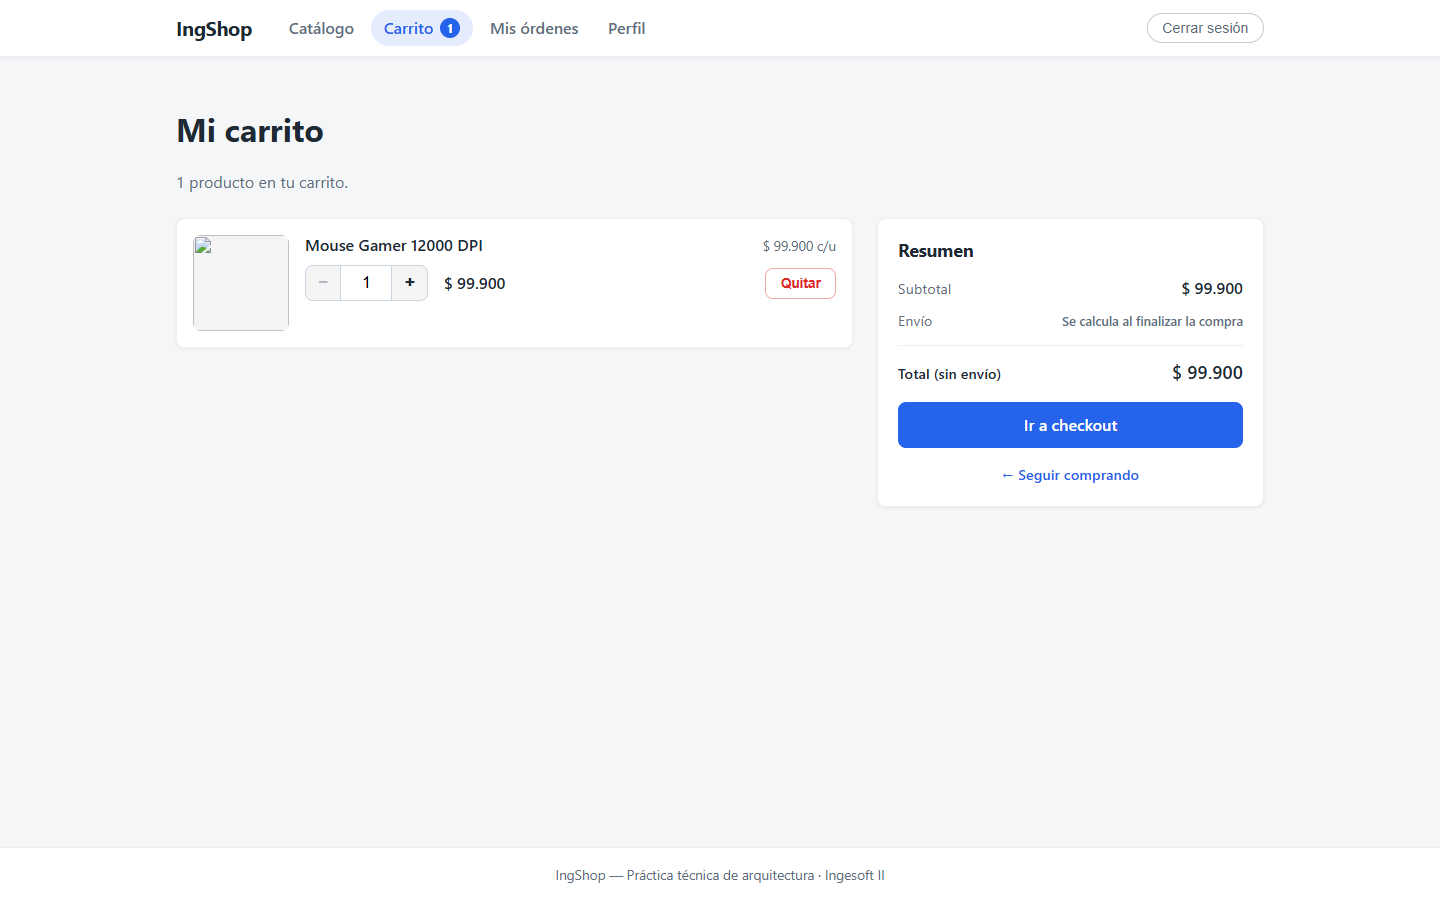 IngShop Catálogo Carrito 1 Mis órdenes Perfil Cerrar sesión
Mi carrito
1 producto en tu carrito.
Mouse Gamer 12000 DPI
$ 99.900 c/u
− 1 + $ 99.900
Quitar
Resumen
Subtotal $ 99.900
Envío Se calcula al finalizar la compra
Total (sin envío) $ 99.900
Ir a checkout
← Seguir comprando
IngShop — Práctica técnica de arquitectura · Ingesoft II